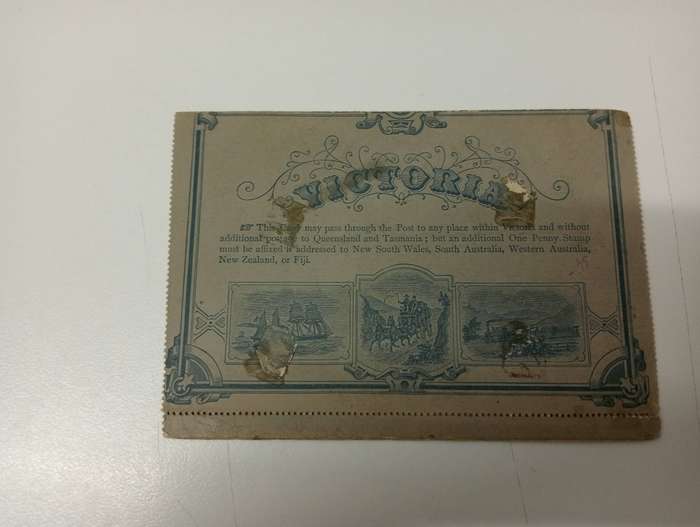 VICTORIA
☞ This Card may pass through the Post to any place within Victoria and without
additional postage to Queensland and Tasmania; but an additional One Penny Stamp
must be affixed if addressed to New South Wales, South Australia, Western Australia,
New Zealand, or Fiji.